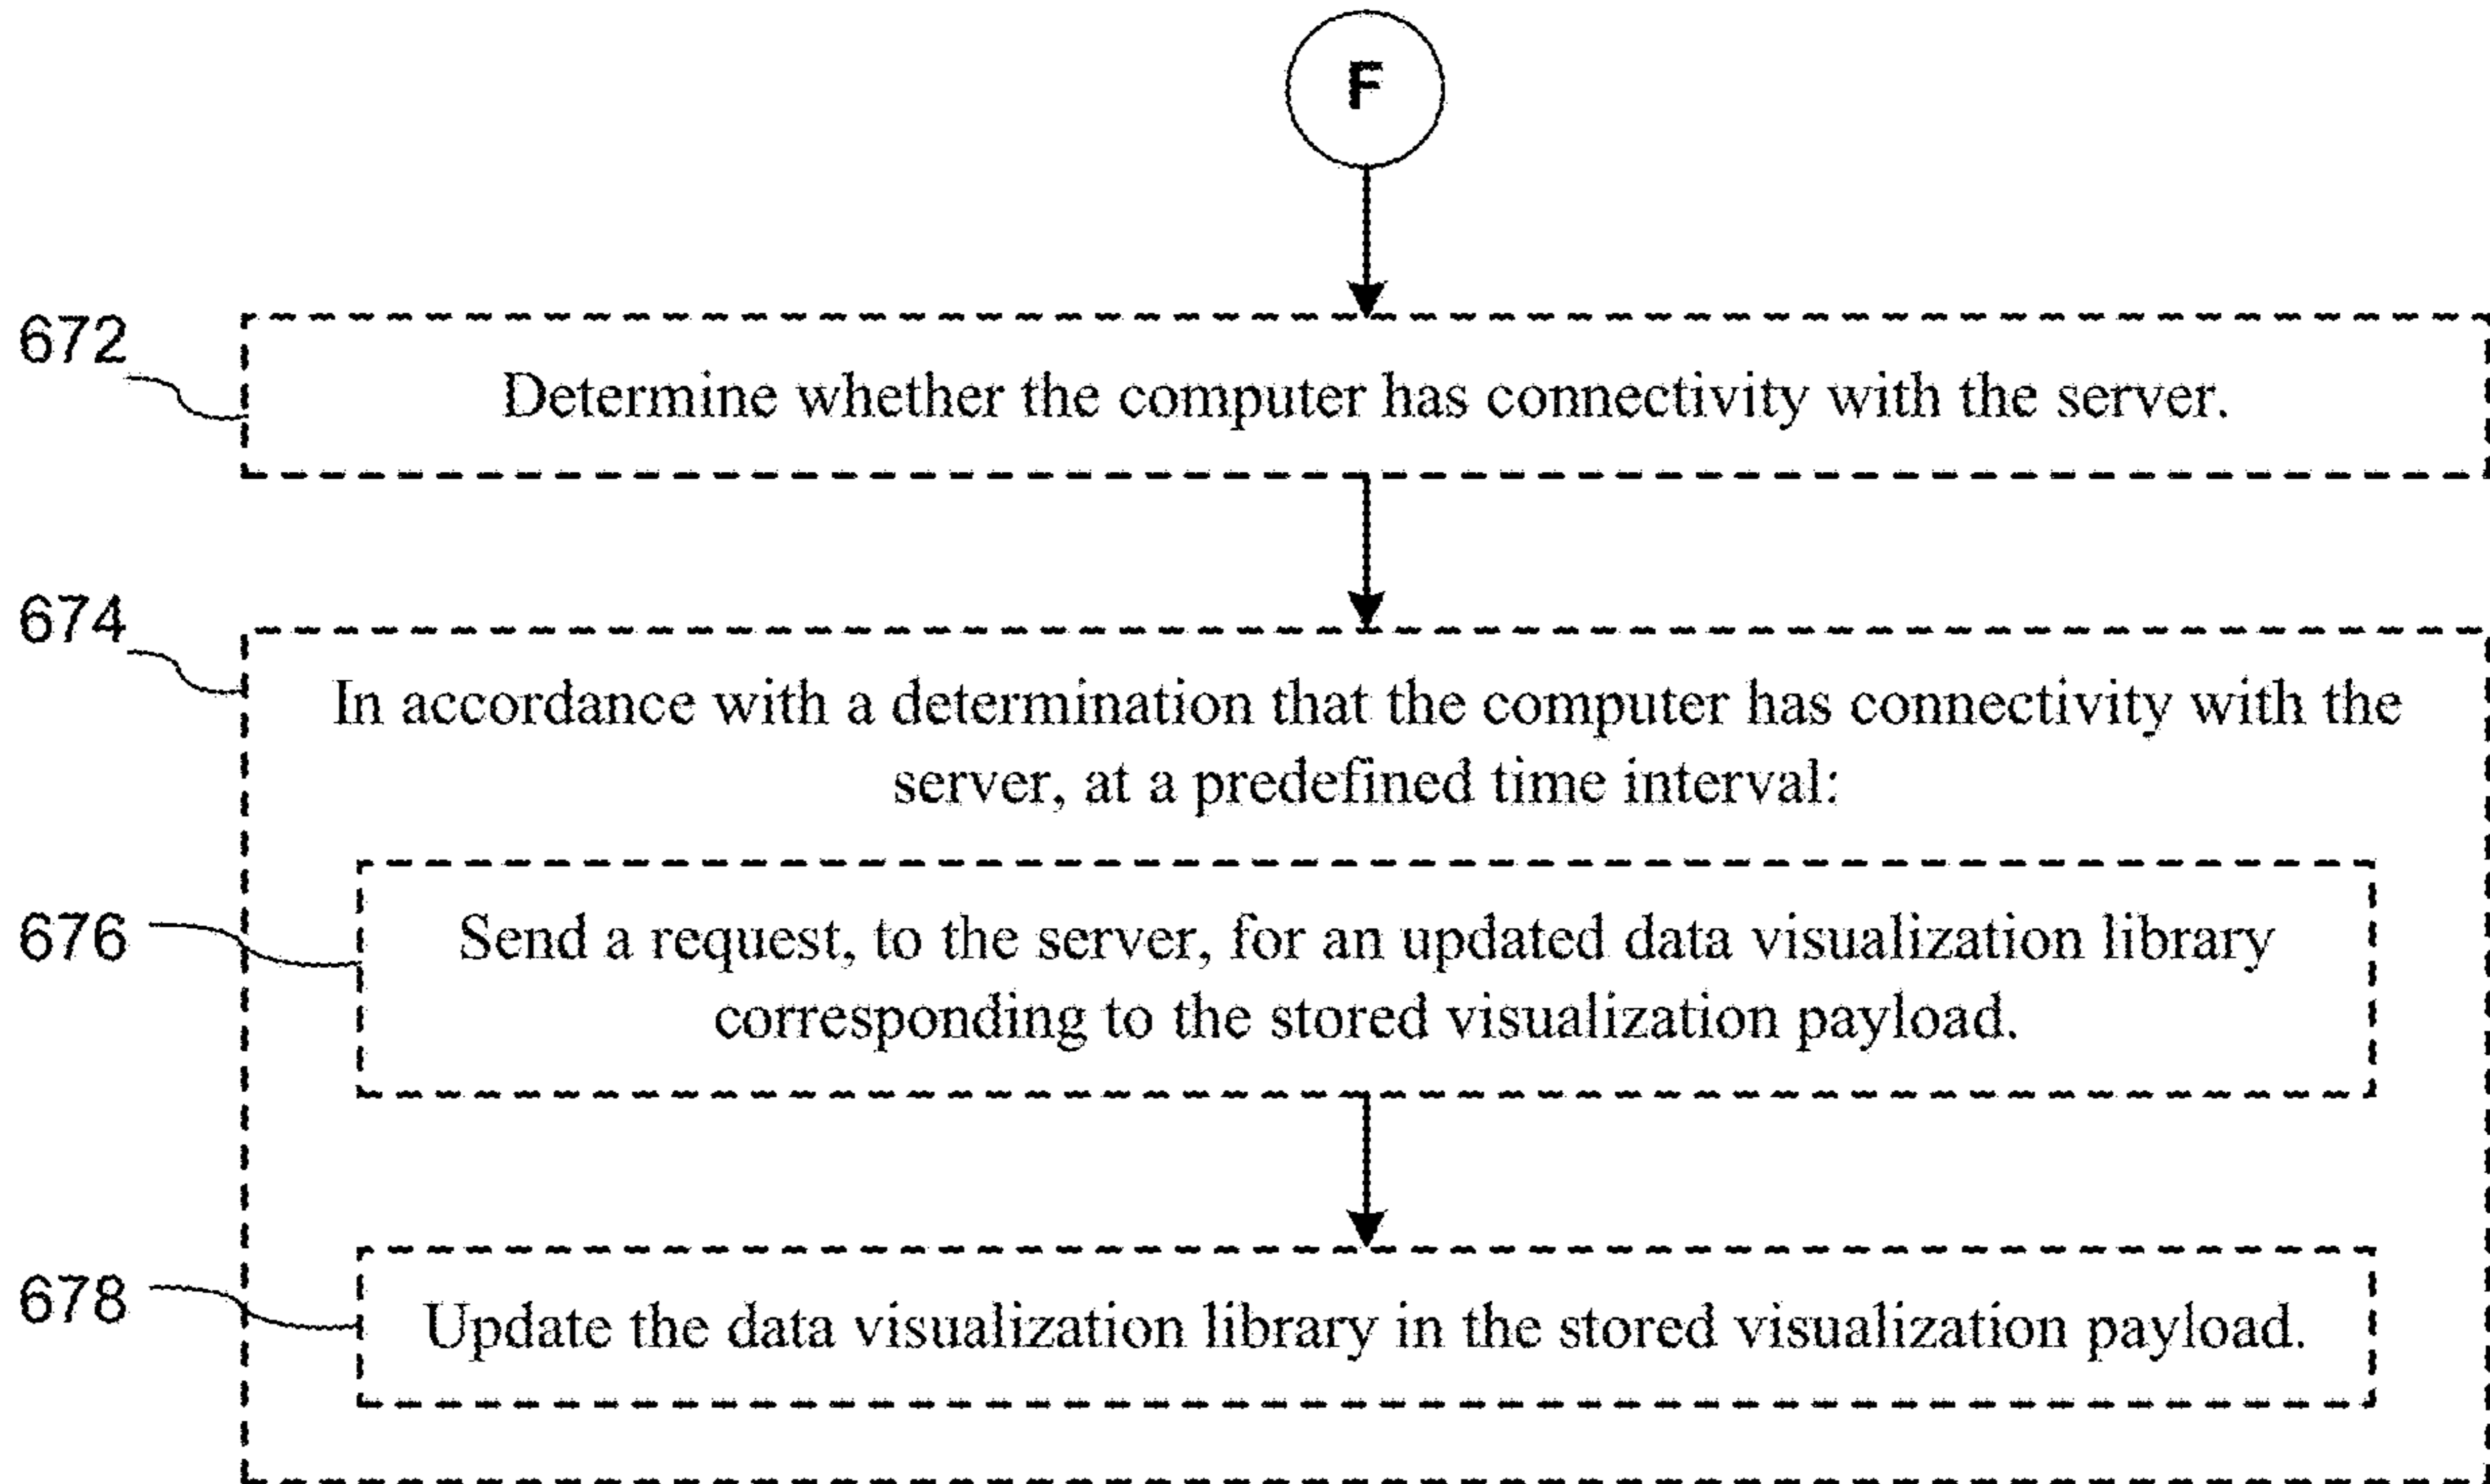 F
672
Determine whether the computer has connectivity with the server.
674
In accordance with a determination that the computer has connectivity with the
server, at a predefined time interval:
676
Send a request, to the server, for an updated data visualization library
corresponding to the stored visualization payload.
678
Update the data visualization library in the stored visualization payload.